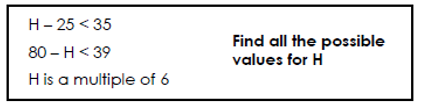 H – 25 < 35
80 – H < 39
H is a multiple of 6
Find all the possible
values for H